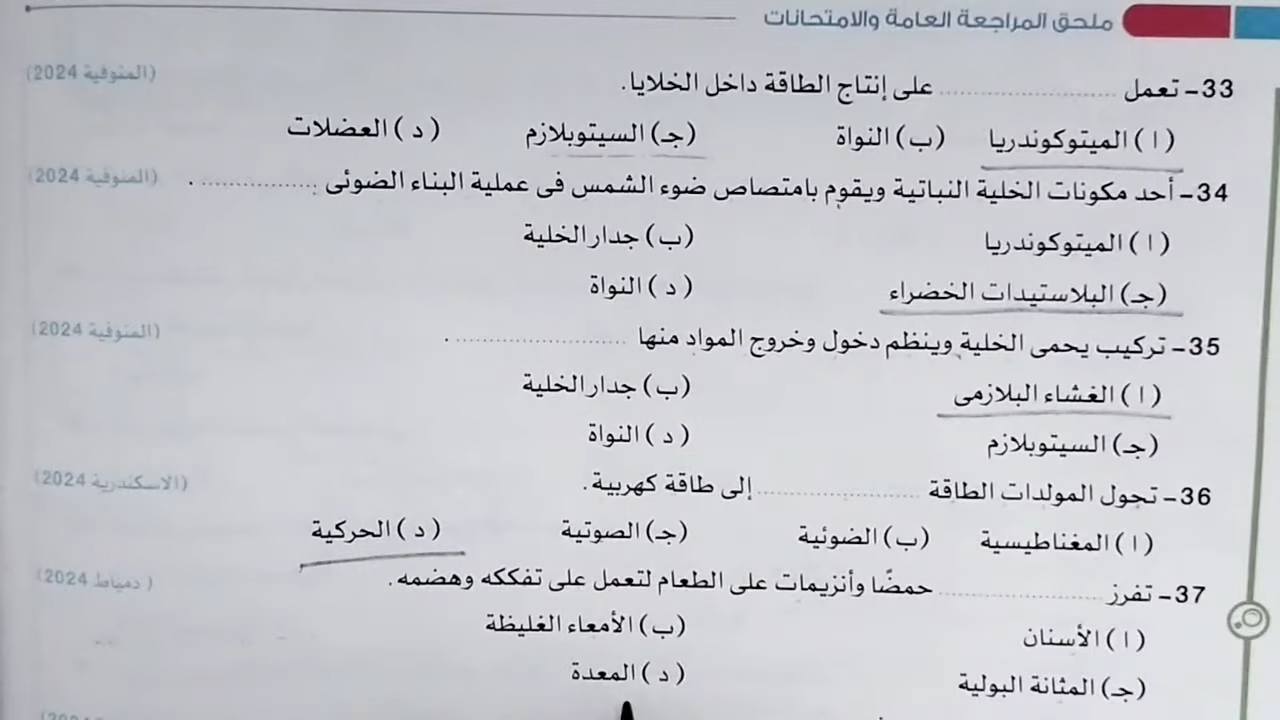 ملحق المراجعة العامة والامتحانات
33- تعمل .................... على إنتاج الطاقة داخل الخلايا. (المنوفية 2024)
(ا) الميتوكوندريا (ب) النواة (جـ) السيتوبلازم (د) العضلات
34- أحد مكونات الخلية النباتية ويقوم بامتصاص ضوء الشمس فى عملية البناء الضوئى .................... . (المنوفية 2024)
(ا) الميتوكوندريا (ب) جدار الخلية
(جـ) البلاستيدات الخضراء (د) النواة
35- تركيب يحمى الخلية وينظم دخول وخروج المواد منها .................... . (المنوفية 2024)
(ا) الغشاء البلازمى (ب) جدار الخلية
(جـ) السيتوبلازم (د) النواة
36- تحول المولدات الطاقة .................... إلى طاقة كهربية. (الاسكندرية 2024)
(ا) المغناطيسية (ب) الضوئية (جـ) الصوتية (د) الحركية
37- تفرز .................... حمضًا وأنزيمات على الطعام لتعمل على تفككه وهضمه. (دمياط 2024)
(ا) الأسنان (ب) الأمعاء الغليظة
(جـ) المثانة البولية (د) المعدة